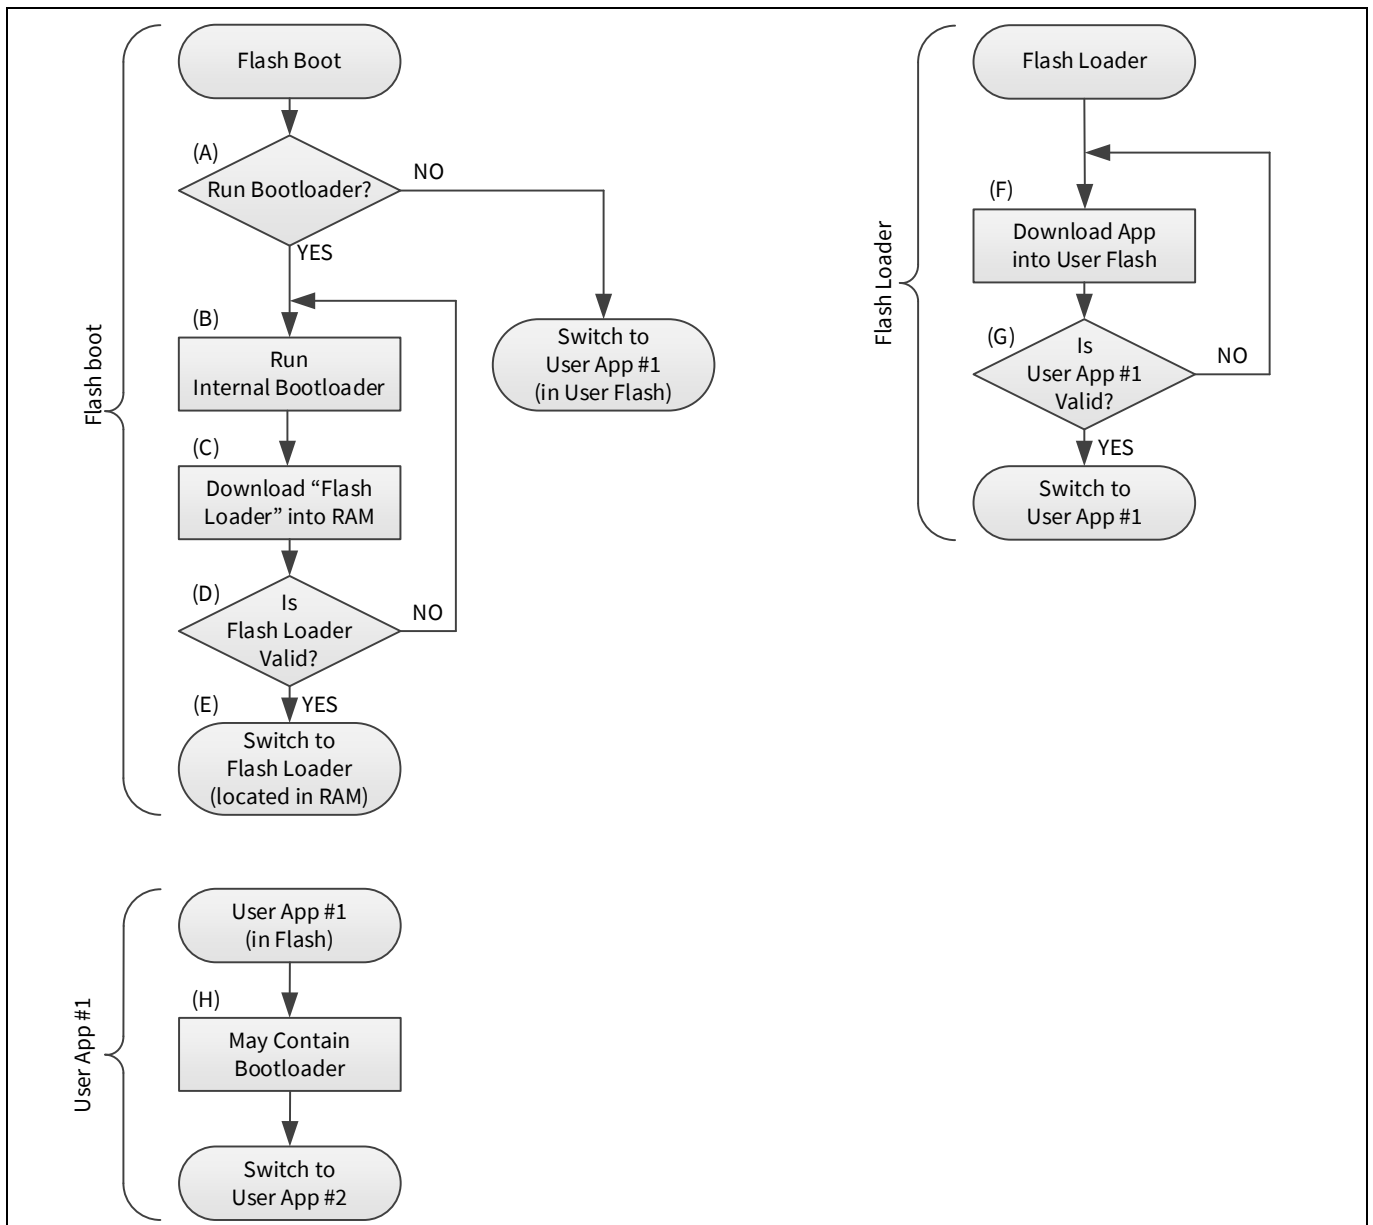 Flash Boot
(A)
Run Bootloader?
NO
YES
Switch to
User App #1
(in User Flash)
(B)
Run
Internal Bootloader
(C)
Download “Flash
Loader” into RAM
(D)
Is
Flash Loader
Valid?
NO
YES
(E)
Switch to
Flash Loader
(located in RAM)
Flash boot
Flash Loader
(F)
Download App
into User Flash
(G)
Is
User App #1
Valid?
NO
YES
Switch to
User App #1
Flash Loader
User App #1
(in Flash)
(H)
May Contain
Bootloader
Switch to
User App #2
User App #1